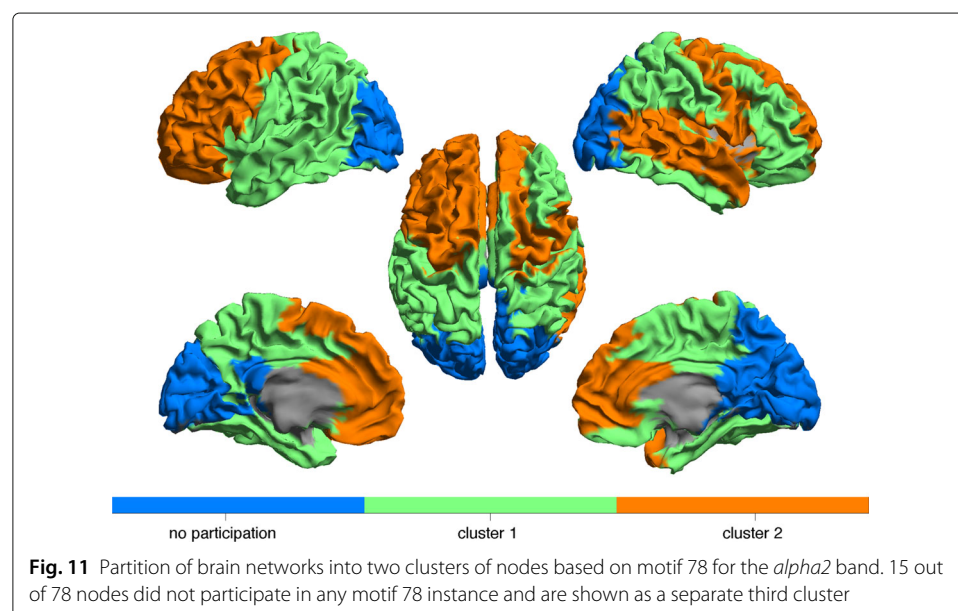 no participation cluster 1 cluster 2
Fig. 11 Partition of brain networks into two clusters of nodes based on motif 78 for the alpha2 band. 15 out
of 78 nodes did not participate in any motif 78 instance and are shown as a separate third cluster